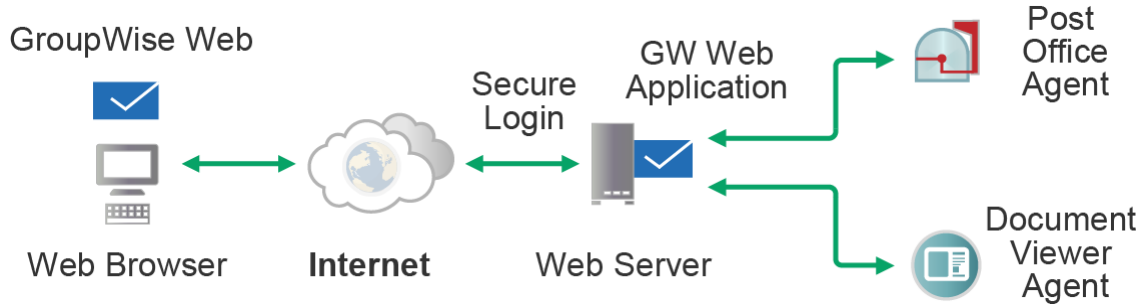 GroupWise Web
Web Browser
Internet
Secure
Login
GW Web
Application
Web Server
Post
Office
Agent
Document
Viewer
Agent